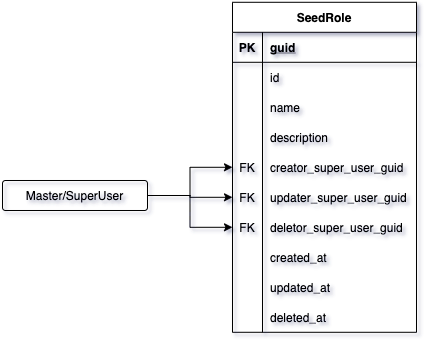 SeedRole
PK guid
id
name
description
Master/SuperUser
FK creator_super_user_guid
FK updater_super_user_guid
FK deletor_super_user_guid
created_at
updated_at
deleted_at